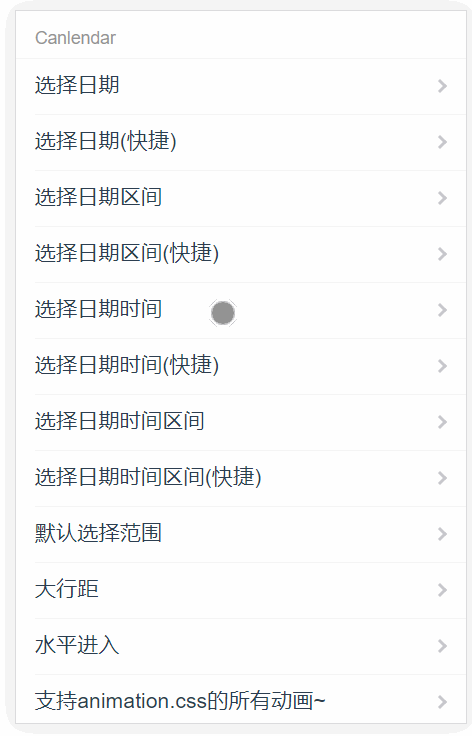 Canlendar
选择日期
选择日期(快捷)
选择日期区间
选择日期区间(快捷)
选择日期时间
选择日期时间(快捷)
选择日期时间区间
选择日期时间区间(快捷)
默认选择范围
大行距
水平进入
支持animation.css的所有动画~